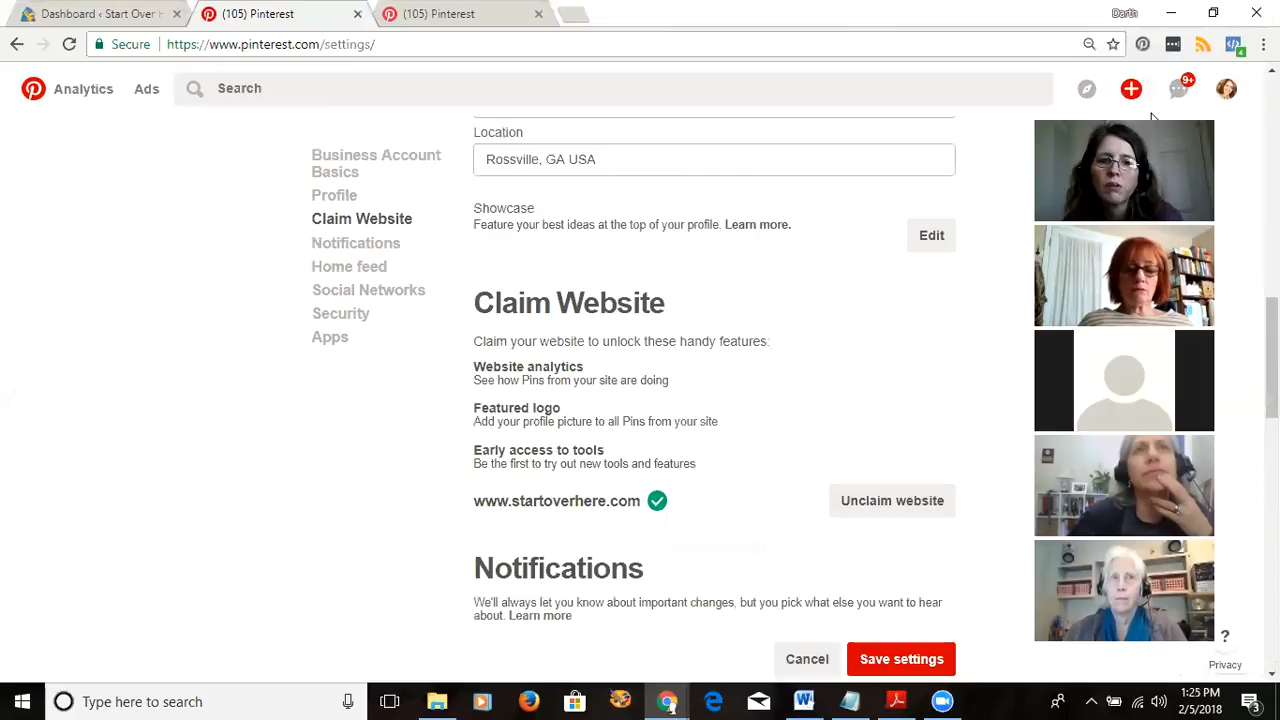 Dashboard ‹ Start Over H
(105) Pinterest
(105) Pinterest
Darth
Secure
https://www.pinterest.com/settings/
4
Analytics
Ads
Search
9+
Location
Rossville, GA USA
Business Account
Basics
Profile
Claim Website
Notifications
Home feed
Social Networks
Security
Apps
Showcase
Feature your best ideas at the top of your profile. Learn more.
Edit
Claim Website
Claim your website to unlock these handy features:
Website analytics
See how Pins from your site are doing
Featured logo
Add your profile picture to all Pins from your site
Early access to tools
Be the first to try out new tools and features
www.startoverhere.com
Unclaim website
Notifications
We'll always let you know about important changes, but you pick what else you want to hear
about. Learn more
Cancel
Save settings
?
Privacy
Type here to search
1:25 PM
2/5/2018
3